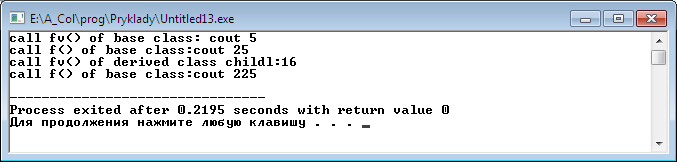 E:\A_Col\prog\Pryklady\Untitled13.exe
call fv() of base class: cout 5
call f() of base class:cout 25
call fv() of derived class childl:16
call f() of base class:cout 225
--------------------------------
Process exited after 0.2195 seconds with return value 0
Для продолжения нажмите любую клавишу . . . _